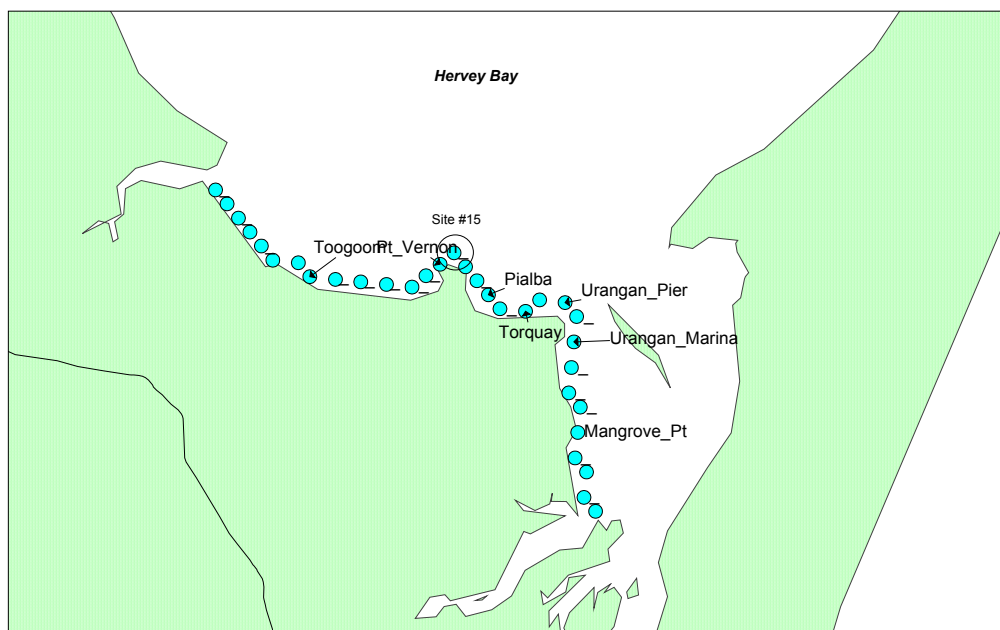 Hervey Bay
Site #15
Toogoom
Pt_Vernon
Pialba
Urangan_Pier
Torquay
Urangan_Marina
Mangrove_Pt